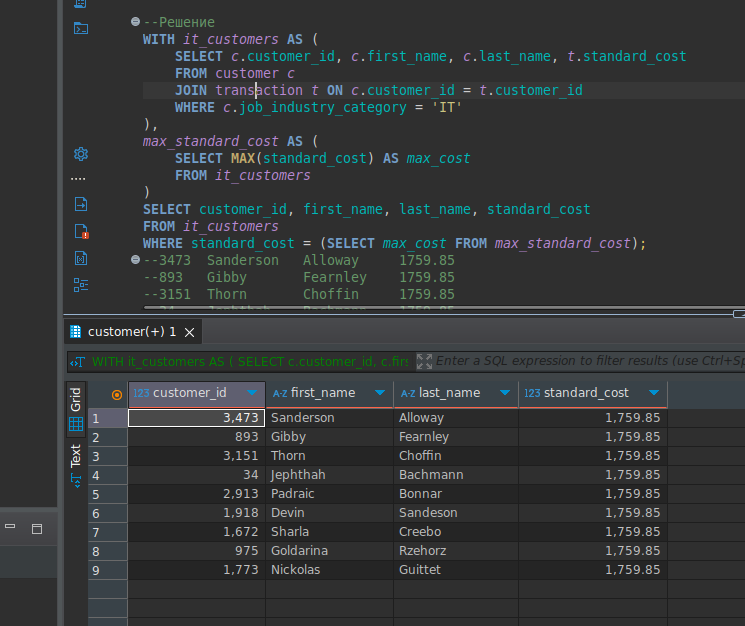 --Решение
WITH it_customers AS (
SELECT c.customer_id, c.first_name, c.last_name, t.standard_cost
FROM customer c
JOIN transaction t ON c.customer_id = t.customer_id
WHERE c.job_industry_category = 'IT'
),
max_standard_cost AS (
SELECT MAX(standard_cost) AS max_cost
FROM it_customers
)
SELECT customer_id, first_name, last_name, standard_cost
FROM it_customers
WHERE standard_cost = (SELECT max_cost FROM max_standard_cost);
--3473 Sanderson Alloway 1759.85
--893 Gibby Fearnley 1759.85
--3151 Thorn Choffin 1759.85
customer(+) 1
WITH it_customers AS ( SELECT c.customer_id, c.firs
Enter a SQL expression to filter results (use Ctrl+Sp
Grid
Text
123 customer_id A-Z first_name A-Z last_name 123 standard_cost
1 3,473 Sanderson Alloway 1,759.85
2 893 Gibby Fearnley 1,759.85
3 3,151 Thorn Choffin 1,759.85
4 34 Jephthah Bachmann 1,759.85
5 2,913 Padraic Bonnar 1,759.85
6 1,918 Devin Sandeson 1,759.85
7 1,672 Sharla Creebo 1,759.85
8 975 Goldarina Rzehorz 1,759.85
9 1,773 Nickolas Guittet 1,759.85